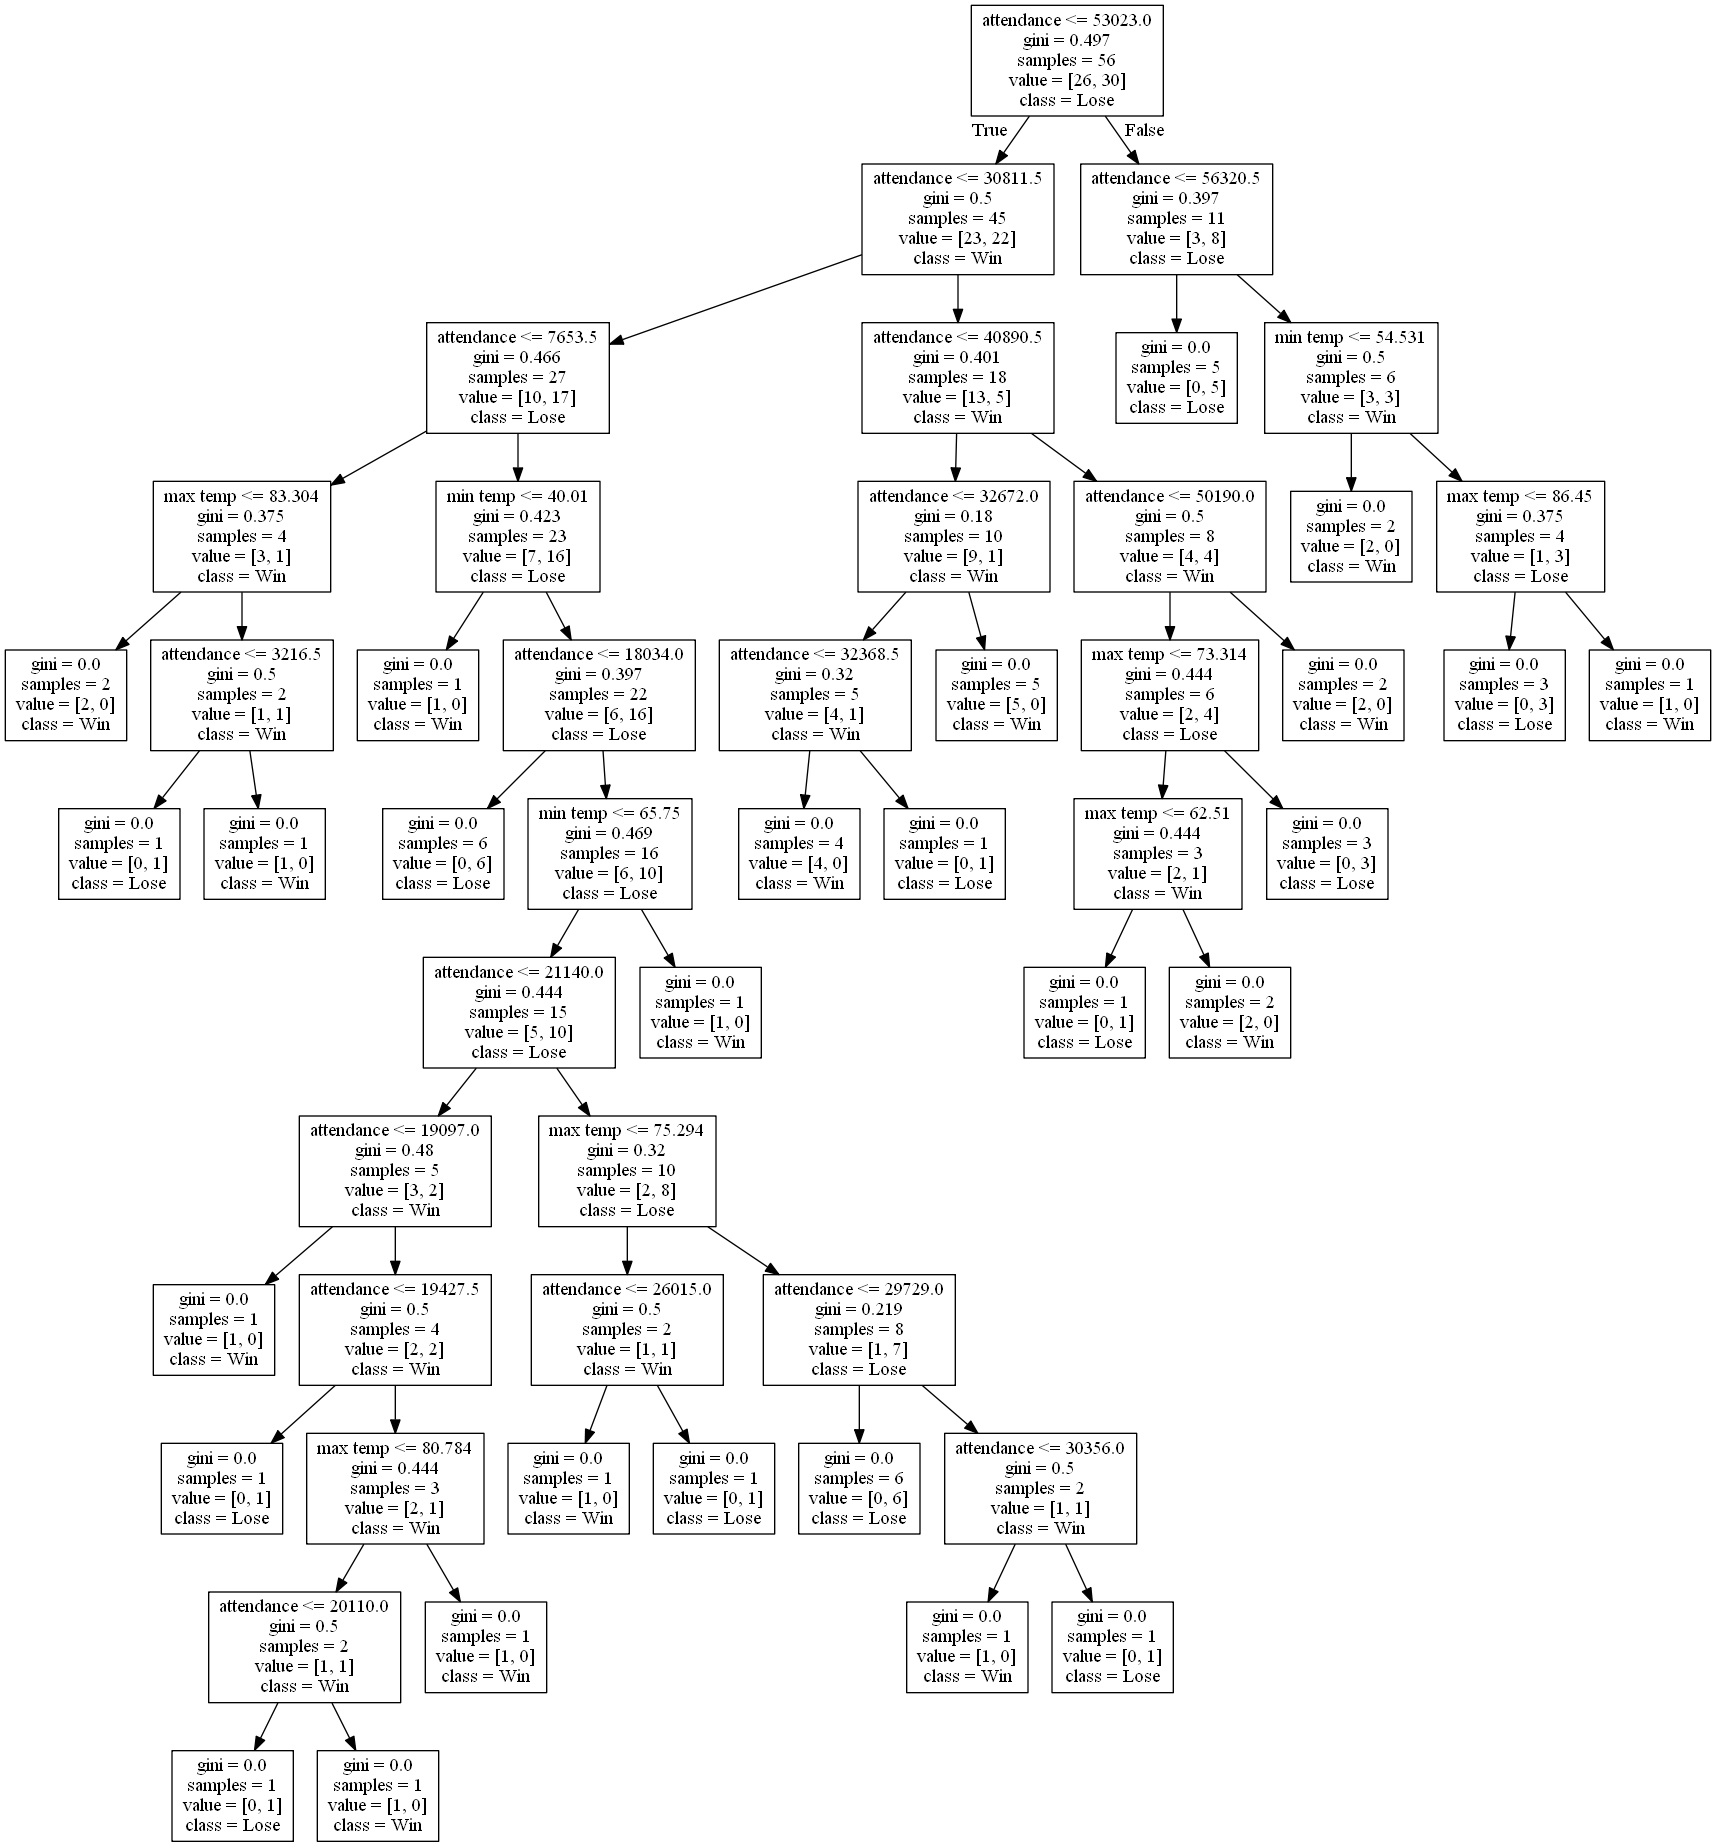 attendance <= 53023.0
gini = 0.497
samples = 56
value = [26, 30]
class = Lose
True
False
attendance <= 30811.5
gini = 0.5
samples = 45
value = [23, 22]
class = Win
attendance <= 56320.5
gini = 0.397
samples = 11
value = [3, 8]
class = Lose
attendance <= 7653.5
gini = 0.466
samples = 27
value = [10, 17]
class = Lose
attendance <= 40890.5
gini = 0.401
samples = 18
value = [13, 5]
class = Win
gini = 0.0
samples = 5
value = [0, 5]
class = Lose
min temp <= 54.531
gini = 0.5
samples = 6
value = [3, 3]
class = Win
max temp <= 83.304
gini = 0.375
samples = 4
value = [3, 1]
class = Win
min temp <= 40.01
gini = 0.423
samples = 23
value = [7, 16]
class = Lose
attendance <= 32672.0
gini = 0.18
samples = 10
value = [9, 1]
class = Win
attendance <= 50190.0
gini = 0.5
samples = 8
value = [4, 4]
class = Win
gini = 0.0
samples = 2
value = [2, 0]
class = Win
max temp <= 86.45
gini = 0.375
samples = 4
value = [1, 3]
class = Lose
gini = 0.0
samples = 2
value = [2, 0]
class = Win
attendance <= 3216.5
gini = 0.5
samples = 2
value = [1, 1]
class = Win
gini = 0.0
samples = 1
value = [1, 0]
class = Win
attendance <= 18034.0
gini = 0.397
samples = 22
value = [6, 16]
class = Lose
attendance <= 32368.5
gini = 0.32
samples = 5
value = [4, 1]
class = Win
gini = 0.0
samples = 5
value = [5, 0]
class = Win
max temp <= 73.314
gini = 0.444
samples = 6
value = [2, 4]
class = Lose
gini = 0.0
samples = 2
value = [2, 0]
class = Win
gini = 0.0
samples = 3
value = [0, 3]
class = Lose
gini = 0.0
samples = 1
value = [1, 0]
class = Win
gini = 0.0
samples = 1
value = [0, 1]
class = Lose
gini = 0.0
samples = 1
value = [1, 0]
class = Win
gini = 0.0
samples = 6
value = [0, 6]
class = Lose
min temp <= 65.75
gini = 0.469
samples = 16
value = [6, 10]
class = Lose
gini = 0.0
samples = 4
value = [4, 0]
class = Win
gini = 0.0
samples = 1
value = [0, 1]
class = Lose
max temp <= 62.51
gini = 0.444
samples = 3
value = [2, 1]
class = Win
gini = 0.0
samples = 3
value = [0, 3]
class = Lose
attendance <= 21140.0
gini = 0.444
samples = 15
value = [5, 10]
class = Lose
gini = 0.0
samples = 1
value = [1, 0]
class = Win
gini = 0.0
samples = 1
value = [0, 1]
class = Lose
gini = 0.0
samples = 2
value = [2, 0]
class = Win
attendance <= 19097.0
gini = 0.48
samples = 5
value = [3, 2]
class = Win
max temp <= 75.294
gini = 0.32
samples = 10
value = [2, 8]
class = Lose
gini = 0.0
samples = 1
value = [1, 0]
class = Win
attendance <= 19427.5
gini = 0.5
samples = 4
value = [2, 2]
class = Win
attendance <= 26015.0
gini = 0.5
samples = 2
value = [1, 1]
class = Win
attendance <= 29729.0
gini = 0.219
samples = 8
value = [1, 7]
class = Lose
gini = 0.0
samples = 1
value = [0, 1]
class = Lose
max temp <= 80.784
gini = 0.444
samples = 3
value = [2, 1]
class = Win
gini = 0.0
samples = 1
value = [1, 0]
class = Win
gini = 0.0
samples = 1
value = [0, 1]
class = Lose
gini = 0.0
samples = 6
value = [0, 6]
class = Lose
attendance <= 30356.0
gini = 0.5
samples = 2
value = [1, 1]
class = Win
attendance <= 20110.0
gini = 0.5
samples = 2
value = [1, 1]
class = Win
gini = 0.0
samples = 1
value = [1, 0]
class = Win
gini = 0.0
samples = 1
value = [1, 0]
class = Win
gini = 0.0
samples = 1
value = [0, 1]
class = Lose
gini = 0.0
samples = 1
value = [0, 1]
class = Lose
gini = 0.0
samples = 1
value = [1, 0]
class = Win